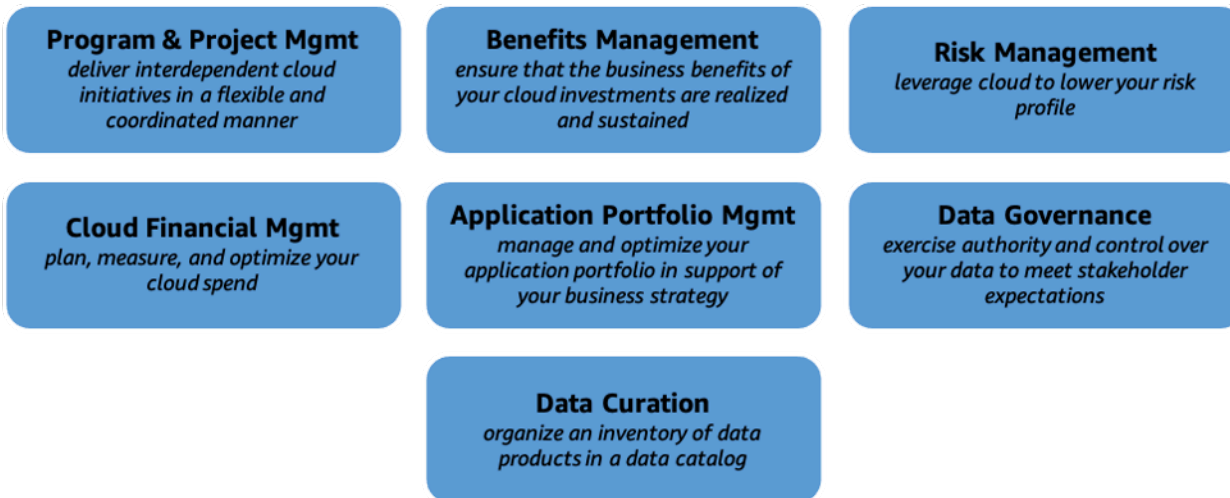 Program & Project Mgmt
deliver interdependent cloud
initiatives in a flexible and
coordinated manner
Benefits Management
ensure that the business benefits of
your cloud investments are realized
and sustained
Risk Management
leverage cloud to lower your risk
profile
Cloud Financial Mgmt
plan, measure, and optimize your
cloud spend
Application Portfolio Mgmt
manage and optimize your
application portfolio in support of
your business strategy
Data Governance
exercise authority and control over
your data to meet stakeholder
expectations
Data Curation
organize an inventory of data
products in a data catalog